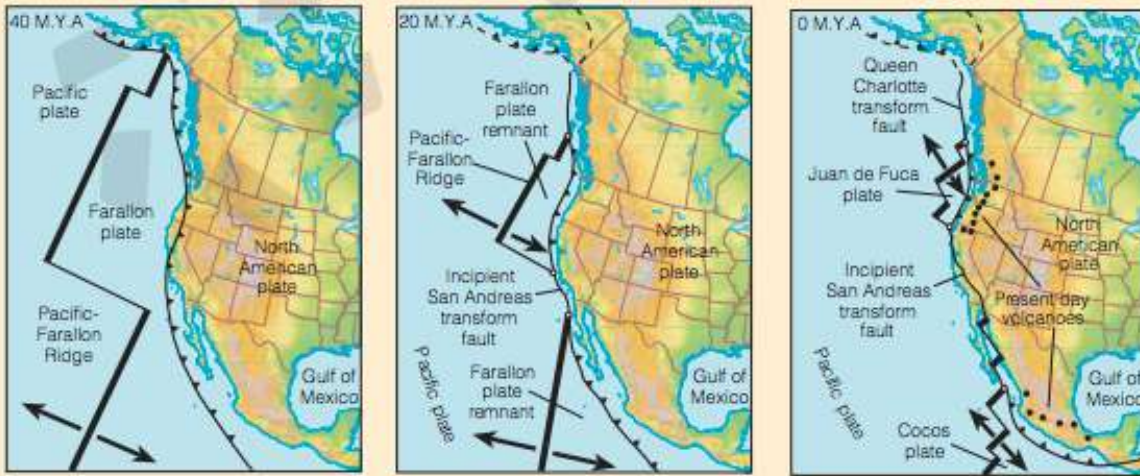 40 M.Y.A
Pacific
plate
Farallon
plate
North
American
plate
Pacific-
Farallon
Ridge
Gulf of
Mexico
20 M.Y.A
Farallon
plate
remnant
Pacific-
Farallon
Ridge
North
American
plate
Incipient
San Andreas
transform
fault
Pacific plate
Farallon
plate
remnant
Gulf of
Mexico
0 M.Y.A
Queen
Charlotte
transform
fault
Juan de Fuca
plate
North
American
plate
Incipient
San Andreas
transform
fault
Present day
volcanoes
Pacific plate
Gulf of
Mexico
Cocos
plate